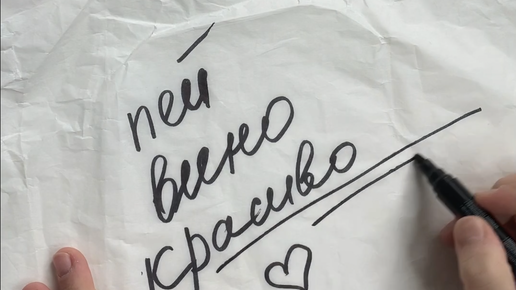 пей
вино
красиво